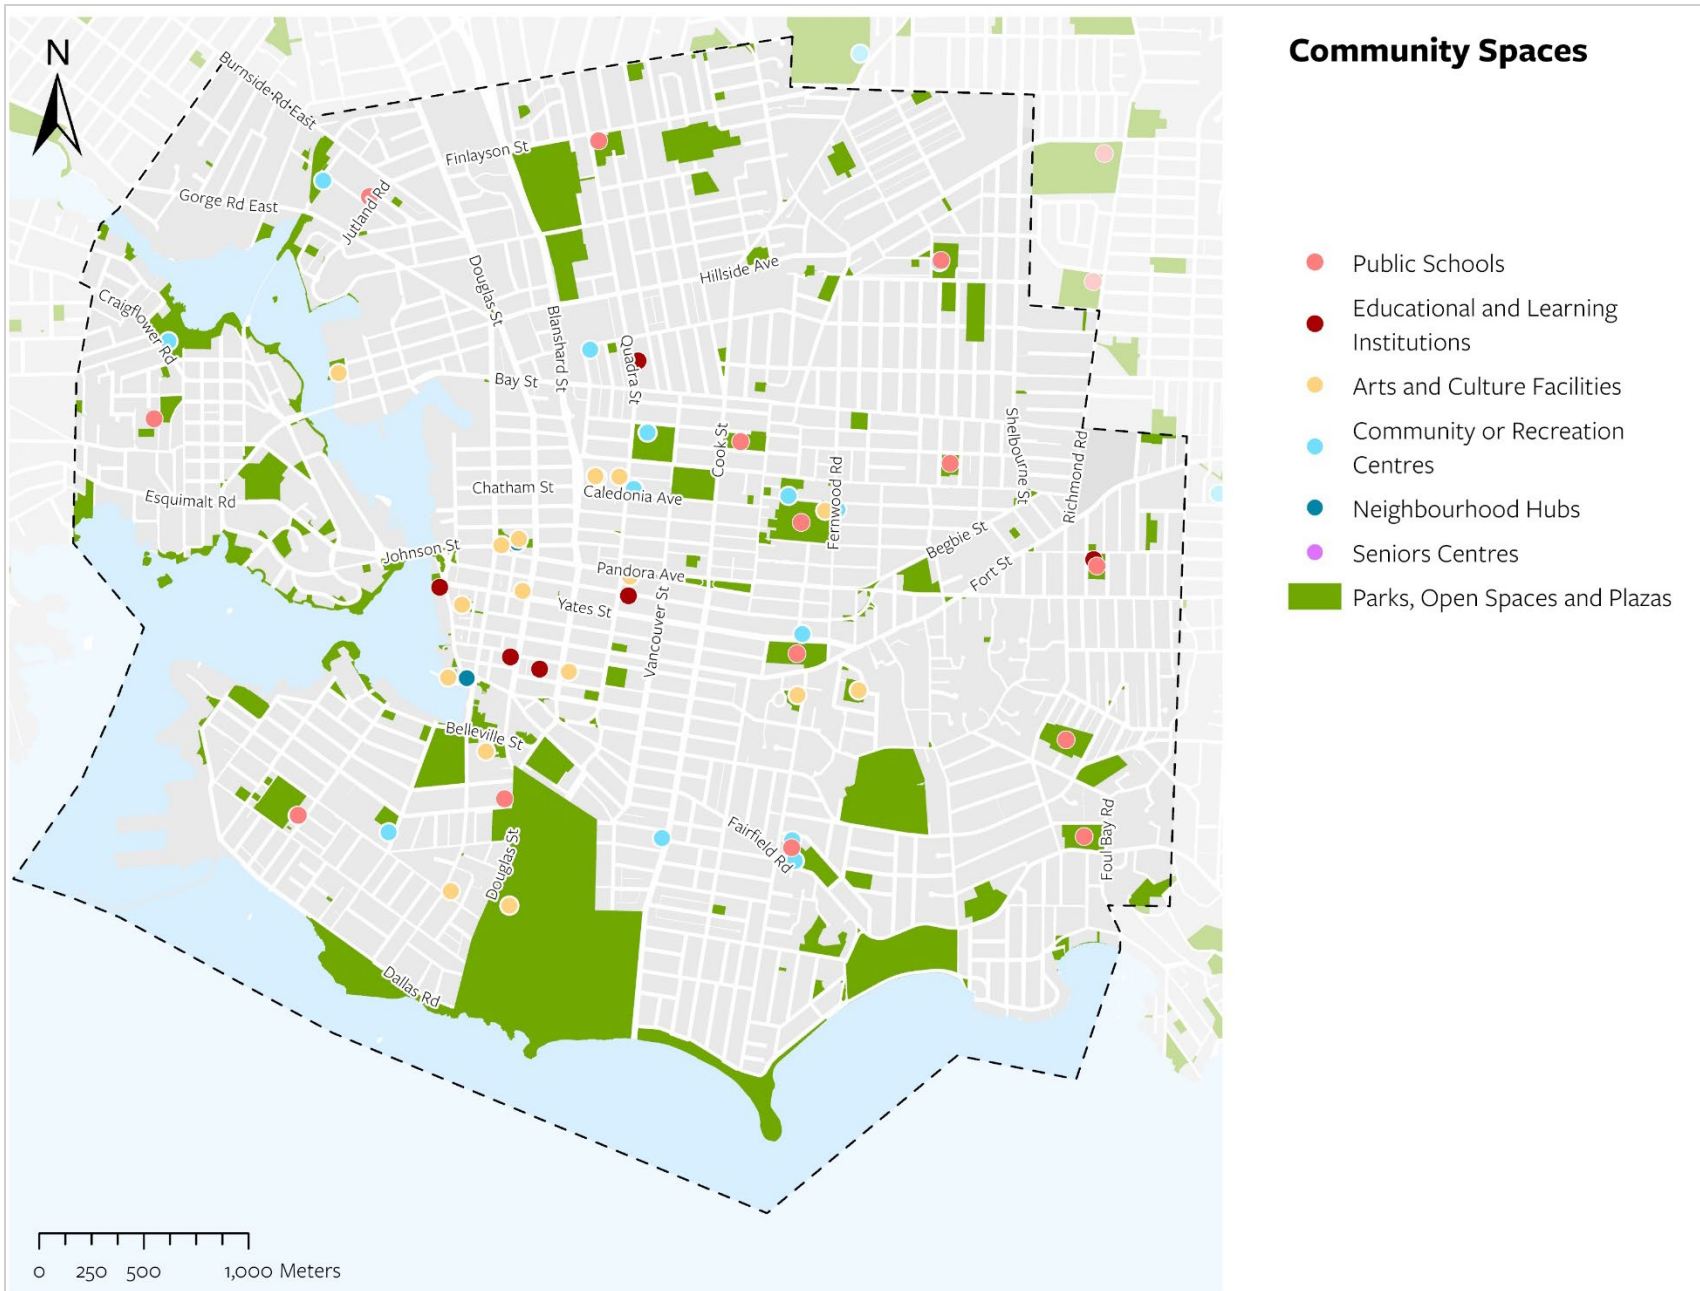 Community Spaces
N
Burnside Rd East
Finlayson St
Gorge Rd East
Jutland Rd
Douglas St
Hillside Ave
Craigflower Rd
Blanshard St
Quadra St
Bay St
Cook St
Shelbourne St
Richmond Rd
Esquimalt Rd
Chatham St
Caledonia Ave
Fernwood Rd
Johnson St
Begbie St
Fort St
Pandora Ave
Yates St
Vancouver St
Belleville St
Fairfield Rd
Foul Bay Rd
Douglas St
Dallas Rd
Public Schools
Educational and Learning
Institutions
Arts and Culture Facilities
Community or Recreation
Centres
Neighbourhood Hubs
Seniors Centres
Parks, Open Spaces and Plazas
0 250 500 1,000 Meters